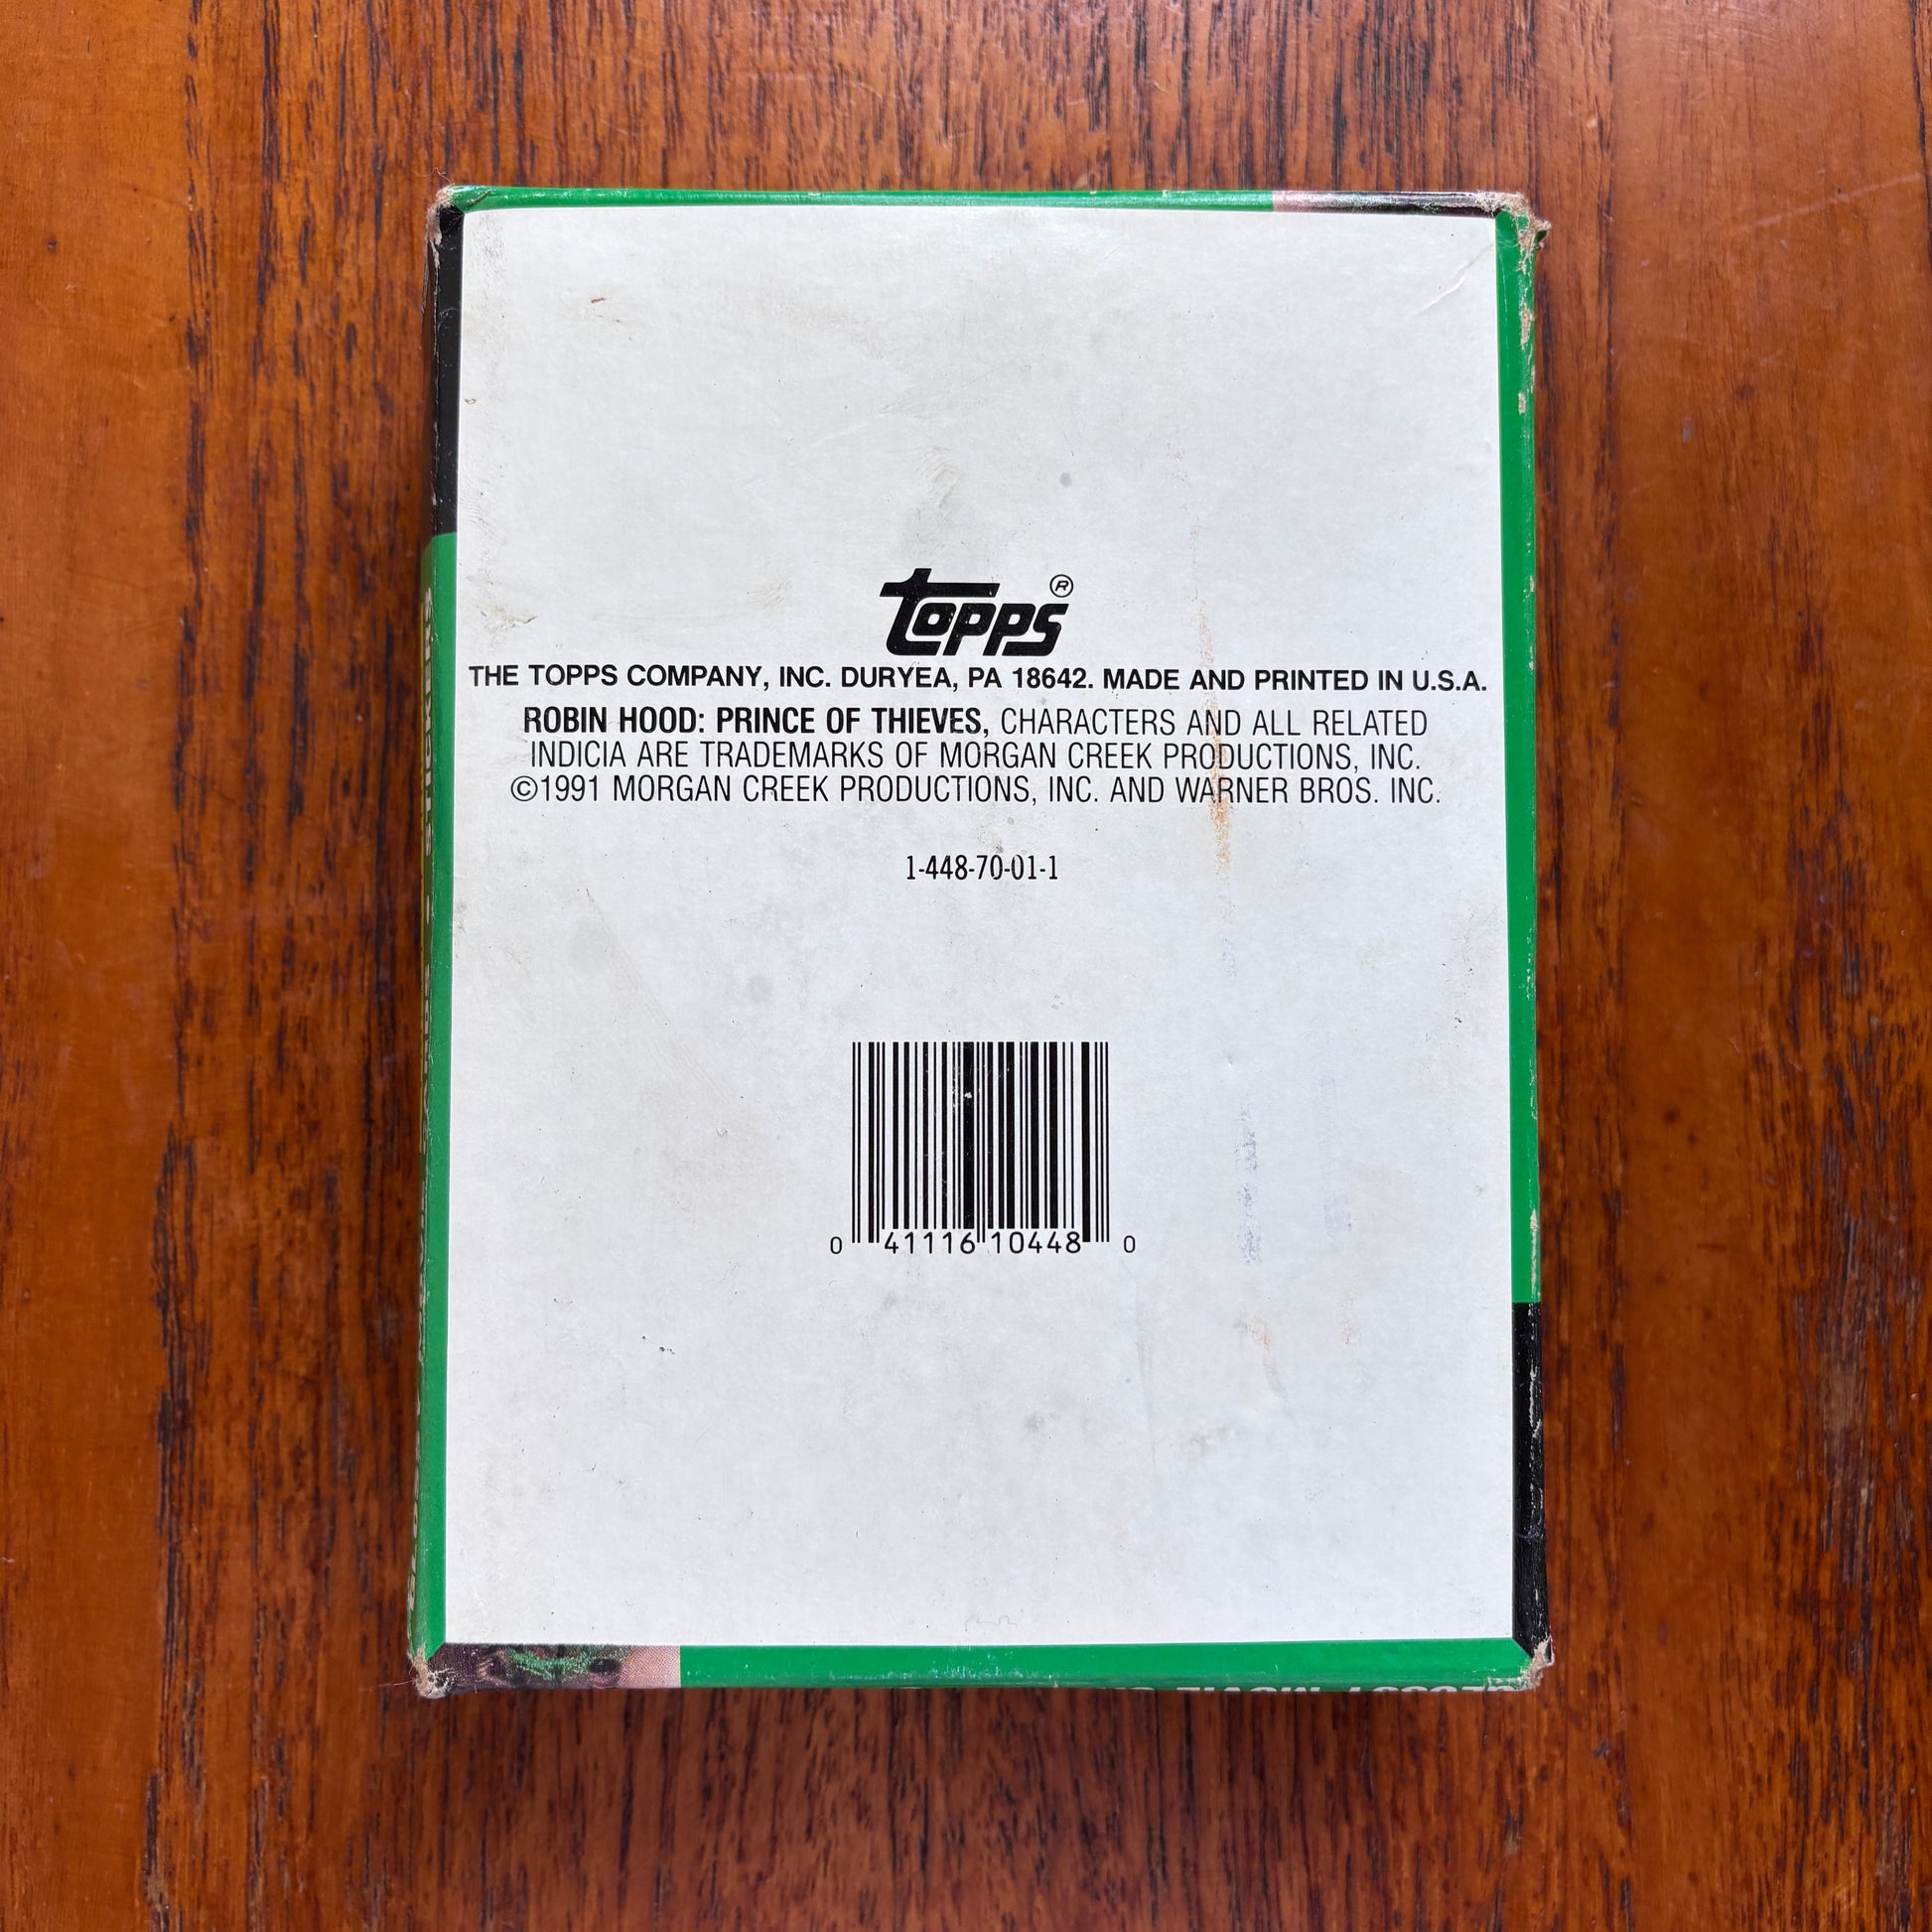 Topps®
THE TOPPS COMPANY, INC. DURYEA, PA 18642. MADE AND PRINTED IN U.S.A.
ROBIN HOOD: PRINCE OF THIEVES, CHARACTERS AND ALL RELATED
INDICIA ARE TRADEMARKS OF MORGAN CREEK PRODUCTIONS, INC.
©1991 MORGAN CREEK PRODUCTIONS, INC. AND WARNER BROS. INC.
1-448-70-01-1
0 41116 10448 0
STICKERS